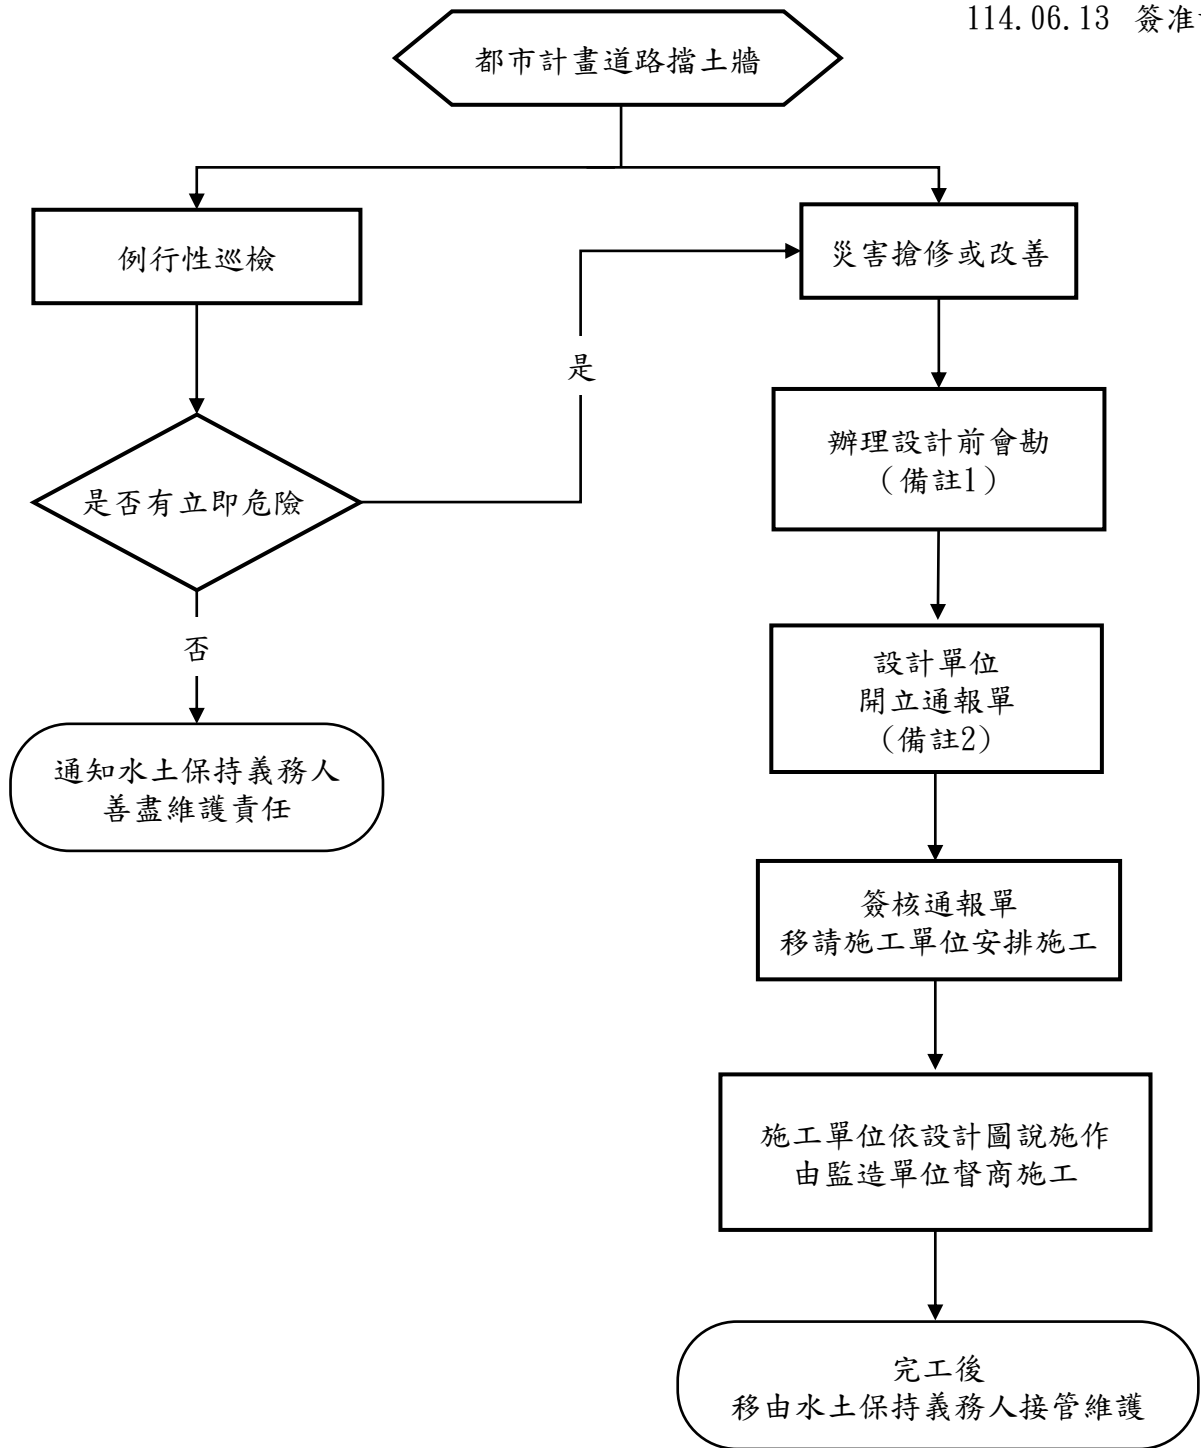 114.06.13 簽准
都市計畫道路擋土牆
例行性巡檢
災害搶修或改善
是
辦理設計前會勘
（備註1）
是否有立即危險
否
設計單位
開立通報單
（備註2）
通知水土保持義務人
善盡維護責任
簽核通報單
移請施工單位安排施工
施工單位依設計圖說施作
由監造單位督商施工
完工後
移由水土保持義務人接管維護